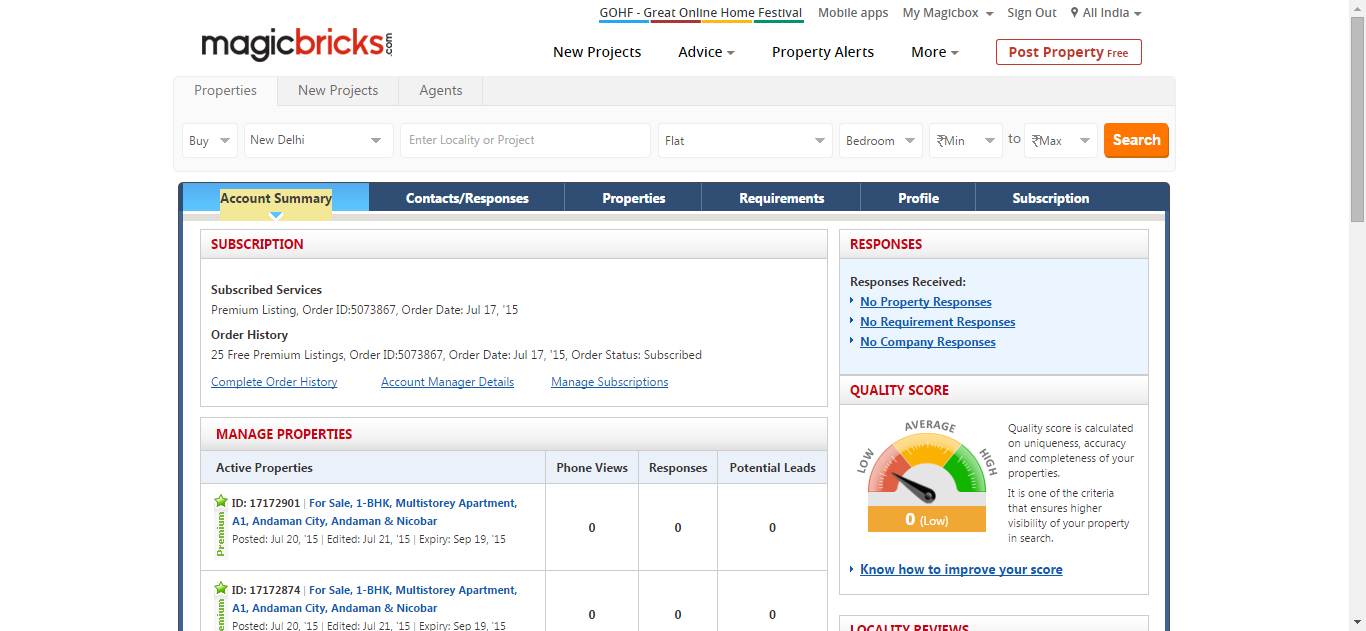 GOHF - Great Online Home Festival Mobile apps My Magicbox Sign Out All India
magicbricks.com
New Projects Advice Property Alerts More Post Property Free
Properties New Projects Agents
Buy New Delhi Enter Locality or Project Flat Bedroom ₹Min to ₹Max Search
Account Summary Contacts/Responses Properties Requirements Profile Subscription
SUBSCRIPTION
Subscribed Services
Premium Listing, Order ID:5073867, Order Date: Jul 17, '15
Order History
25 Free Premium Listings, Order ID:5073867, Order Date: Jul 17, '15, Order Status: Subscribed
Complete Order History Account Manager Details Manage Subscriptions
MANAGE PROPERTIES
Active Properties Phone Views Responses Potential Leads
Premium
ID: 17172901 | For Sale, 1-BHK, Multistorey Apartment,
A1, Andaman City, Andaman & Nicobar
Posted: Jul 20, '15 | Edited: Jul 21, '15 | Expiry: Sep 19, '15
0 0 0
Premium
ID: 17172874 | For Sale, 1-BHK, Multistorey Apartment,
A1, Andaman City, Andaman & Nicobar
Posted: Jul 20, '15 | Edited: Jul 21, '15 | Expiry: Sep 19, '15
0 0 0
RESPONSES
Responses Received:
No Property Responses
No Requirement Responses
No Company Responses
QUALITY SCORE
LOW AVERAGE HIGH
0 (Low)
Quality score is calculated
on uniqueness, accuracy
and completeness of your
properties.
It is one of the criteria
that ensures higher
visibility of your property
in search.
Know how to improve your score
LOCALITY REVIEWS